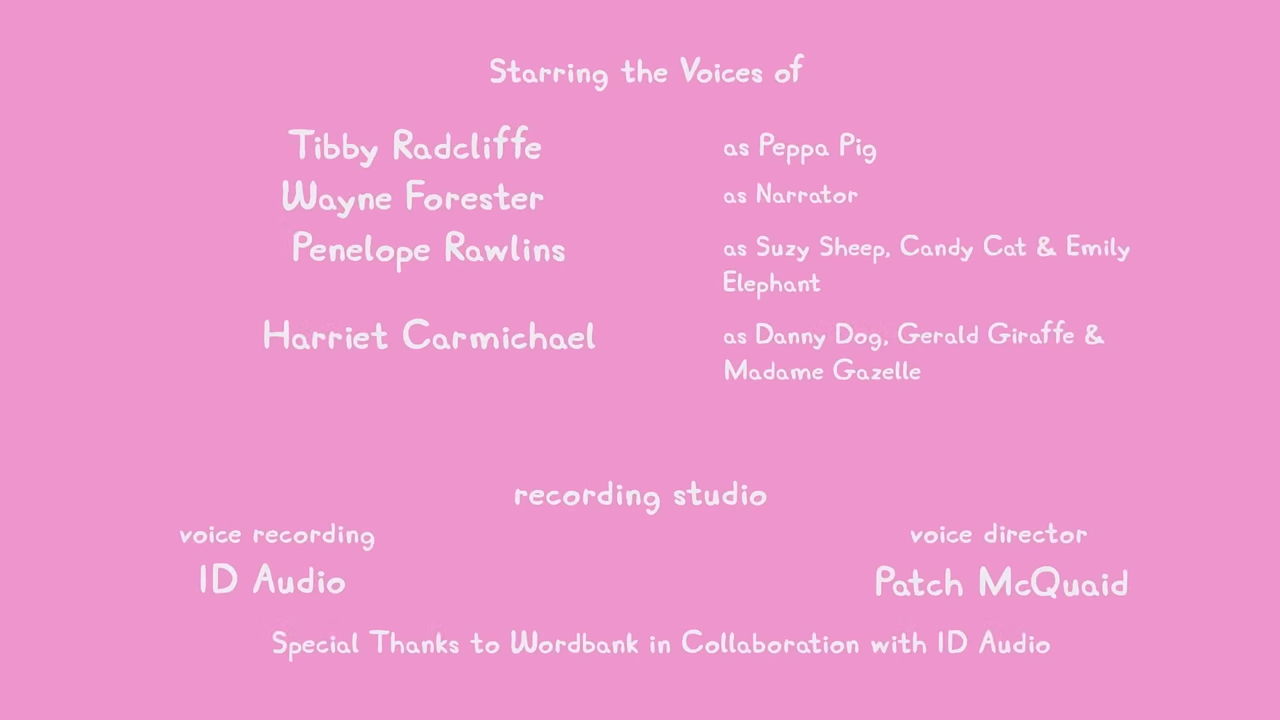 Starring the Voices of
Tibby Radcliffe as Peppa Pig
Wayne Forester as Narrator
Penelope Rawlins as Suzy Sheep, Candy Cat & Emily
Elephant
Harriet Carmichael as Danny Dog, Gerald Giraffe &
Madame Gazelle
recording studio
voice recording voice director
ID Audio Patch McQuaid
Special Thanks to Wordbank in Collaboration with ID Audio